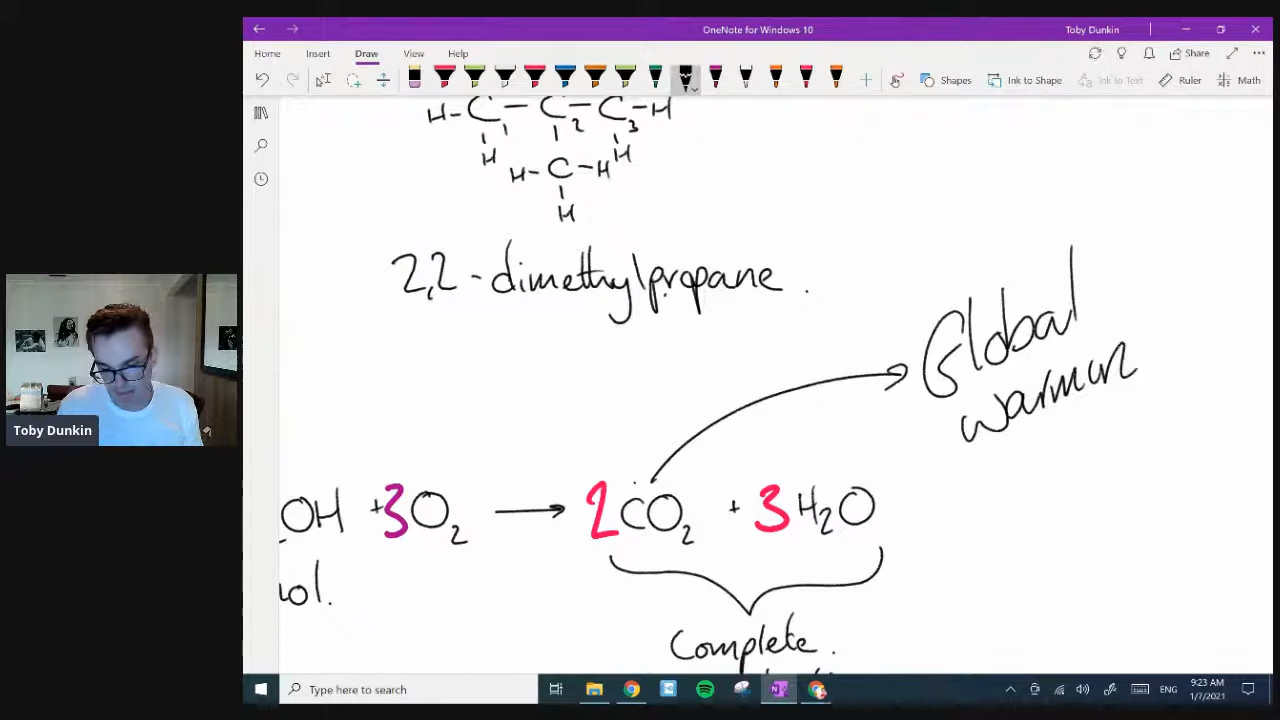 OneNote for Windows 10
Toby Dunkin
Home Insert Draw View Help
Share
Shapes Ink to Shape Ink to Text Ruler Math
H-C-C-C-H
1 2 3
H H-C-H H
H
2,2-dimethylpropane.
Global
warmin
OH +3O2 → 2CO2 + 3H2O
ol.
Complete.
Toby Dunkin
Type here to search
ENG
9:23 AM
1/7/2021